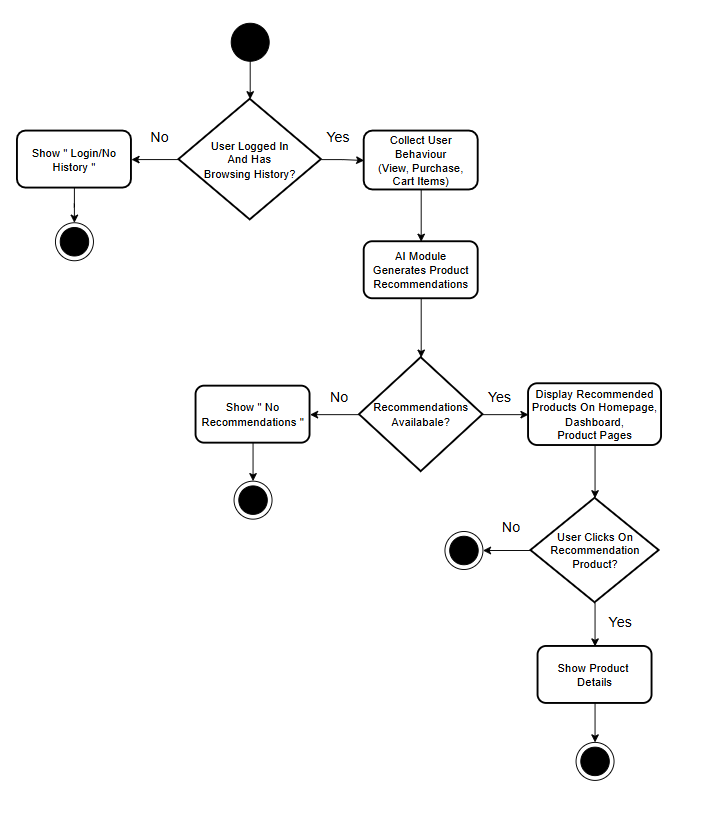 No
Yes
User Logged In
And Has
Browsing History?
Show " Login/No
History "
Collect User
Behaviour
(View, Purchase,
Cart Items)
AI Module
Generates Product
Recommendations
No
Yes
Recommendations
Availabale?
Show " No
Recommendations "
Display Recommended
Products On Homepage,
Dashboard,
Product Pages
No
User Clicks On
Recommendation
Product?
Yes
Show Product
Details